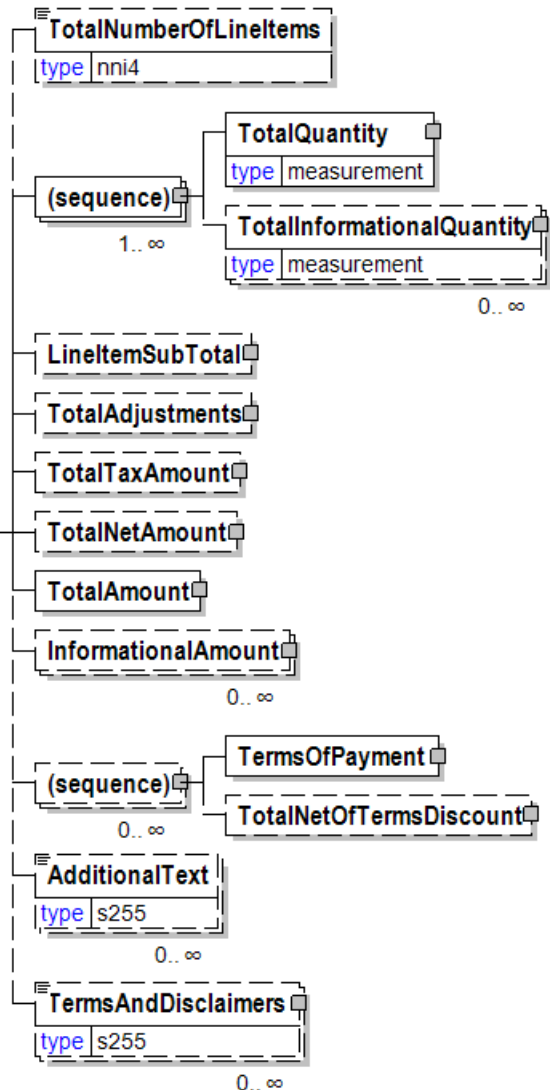 TotalNumberOfLineItems
type nni4
TotalQuantity
type measurement
(sequence)
1.. ∞
TotalInformationalQuantity
type measurement
0.. ∞
LineItemSubTotal
TotalAdjustments
TotalTaxAmount
TotalNetAmount
TotalAmount
InformationalAmount
0.. ∞
TermsOfPayment
(sequence)
0.. ∞
TotalNetOfTermsDiscount
AdditionalText
type s255
0.. ∞
TermsAndDisclaimers
type s255
0.. ∞